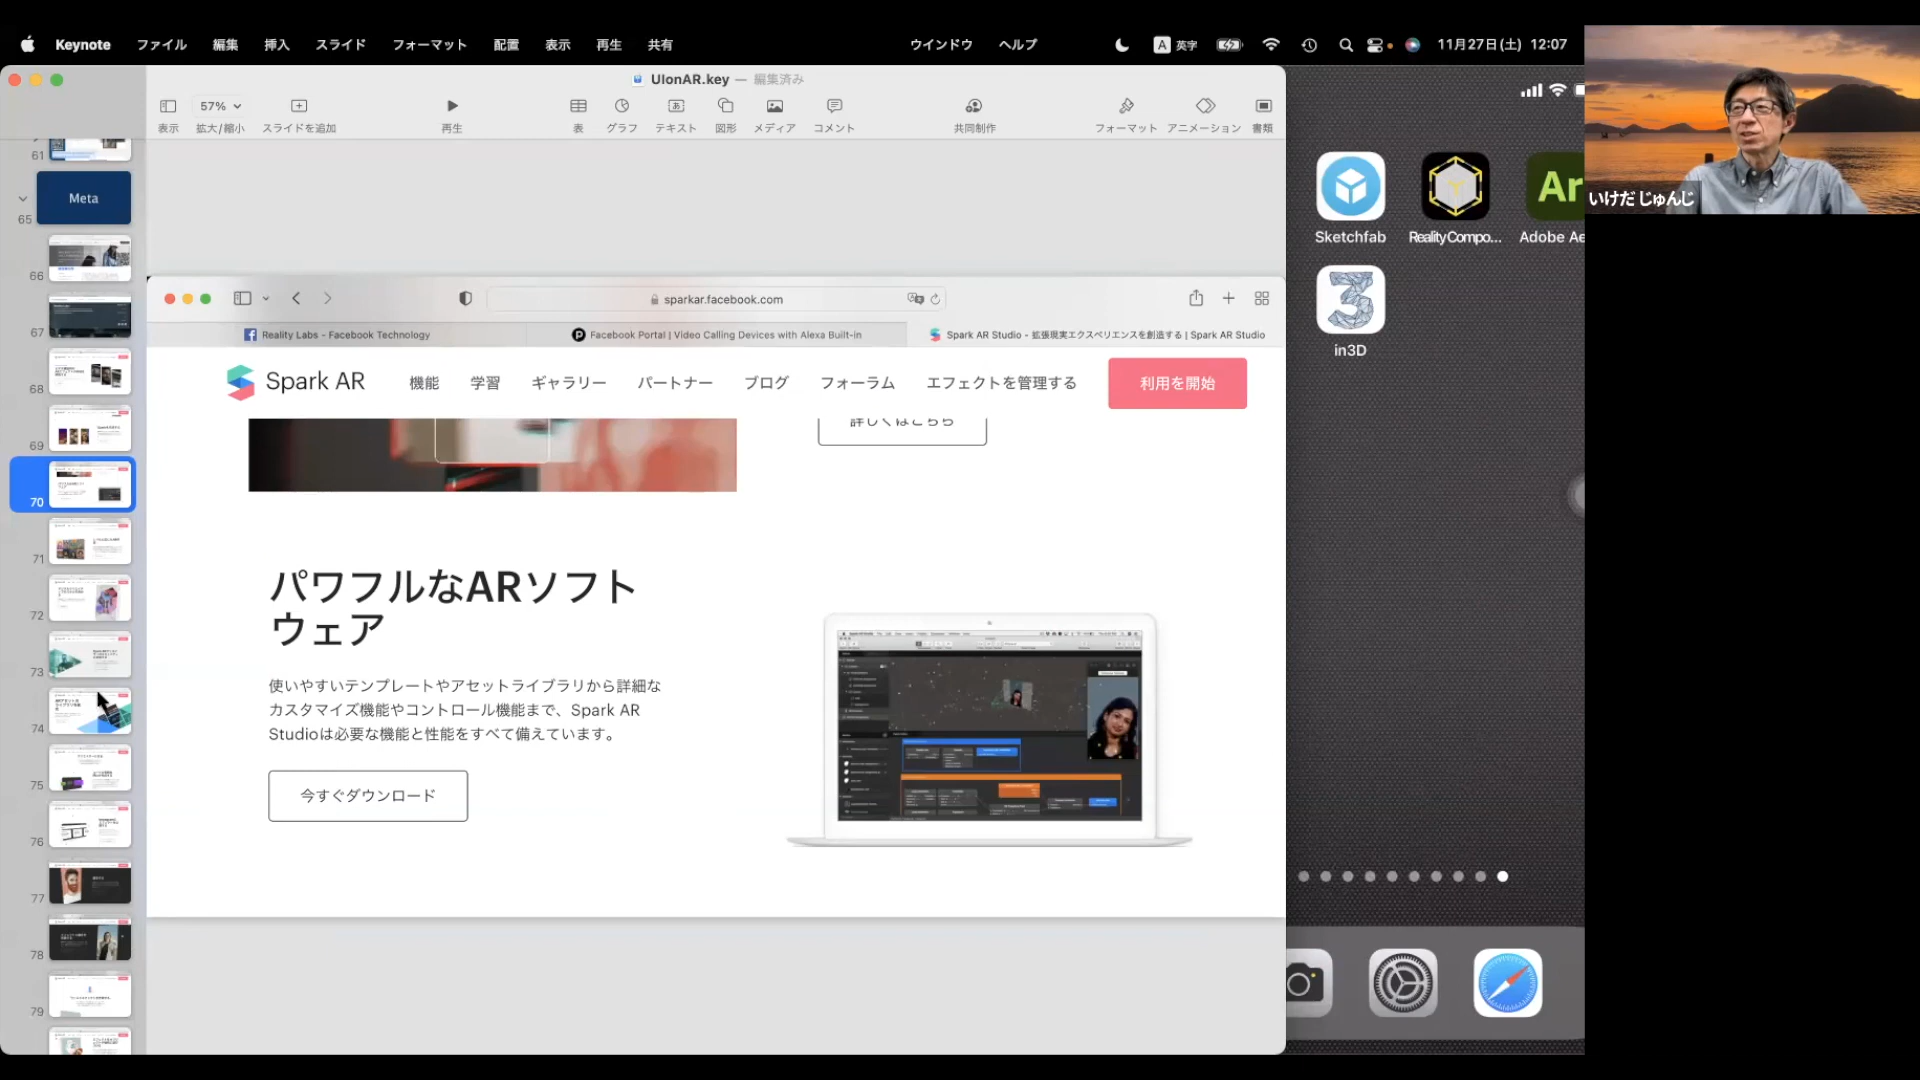 Keynote ファイル 編集 挿入 スライド フォーマット 配置 表示 再生 共有 ウインドウ ヘルプ A 英字 11月27日(土) 12:07
UIonAR.key — 編集済み
57%
表示 拡大/縮小 スライドを追加 再生 表 グラフ テキスト 図形 メディア コメント 共同制作 フォーマット アニメーション 書類
61
Meta
65
66
67
68
69
70
71
72
73
74
75
76
77
78
79
sparkar.facebook.com
Reality Labs - Facebook Technology
Facebook Portal | Video Calling Devices with Alexa Built-in
Spark AR Studio - 拡張現実エクスペリエンスを創造する | Spark AR Studio
Spark AR 機能 学習 ギャラリー パートナー ブログ フォーラム エフェクトを管理する 利用を開始
詳しくはこちら
パワフルなARソフト
ウェア
使いやすいテンプレートやアセットライブラリから詳細な
カスタマイズ機能やコントロール機能まで、Spark AR
Studioは必要な機能と性能をすべて備えています。
今すぐダウンロード
Ar
Sketchfab
RealityCompo...
Adobe Ae
in3D
いけだ じゅんじ